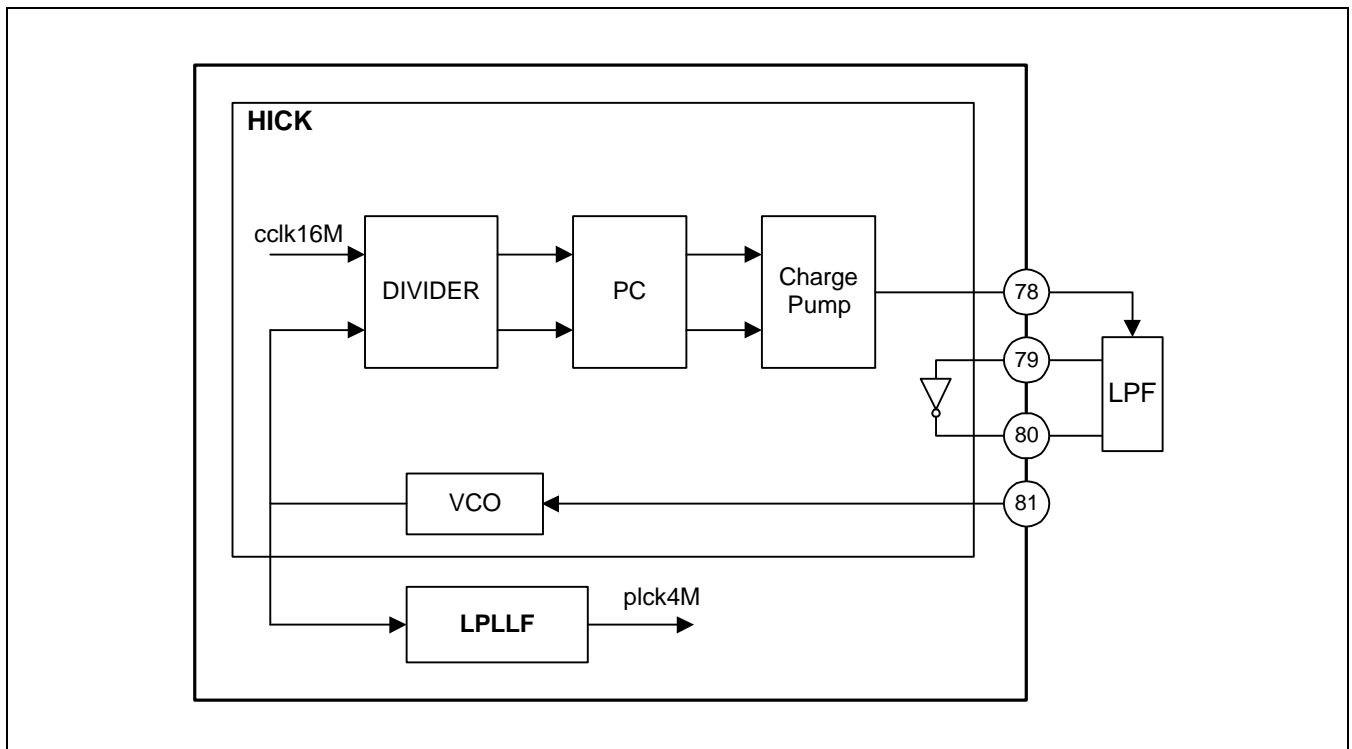 HICK
cclk16M
DIVIDER
PC
Charge
Pump
78
79
LPF
80
VCO
81
LPLLF
plck4M